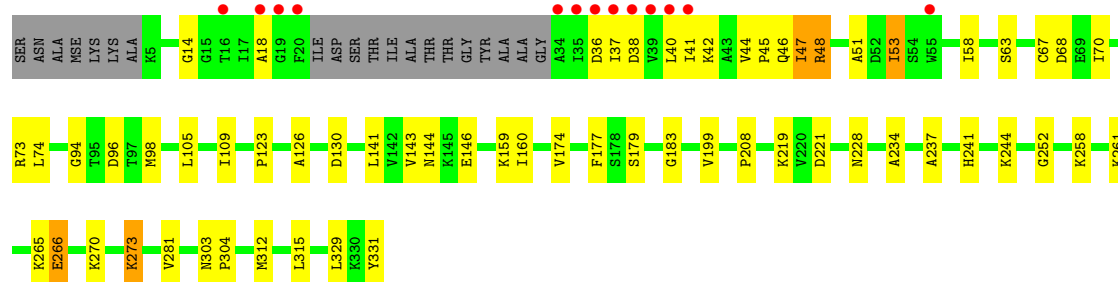 SER ASN ALA MSE LYS LYS ALA K5 G14 G15 T16 I17 A18 G19 F20 ILE ASP SER THR ILE ALA THR THR GLY TYR ALA ALA GLY A34 I35 D36 I37 D38 V39 L40 I41 K42 A43 V44 P45 Q46 I47 R48 A51 D52 I53 S54 W55 I58 S63 C67 D68 E69 I70
R73 L74 G94 T95 D96 T97 M98 L105 I109 P123 A126 D130 L141 V142 V143 N144 K145 E146 K159 I160 V174 F177 S178 S179 G183 V199 P208 K219 W220 D221 N228 A234 A237 H241 K244 G252 K258 K261
K265 E266 K270 K273 V281 N303 P304 M312 L315 L329 K330 Y331